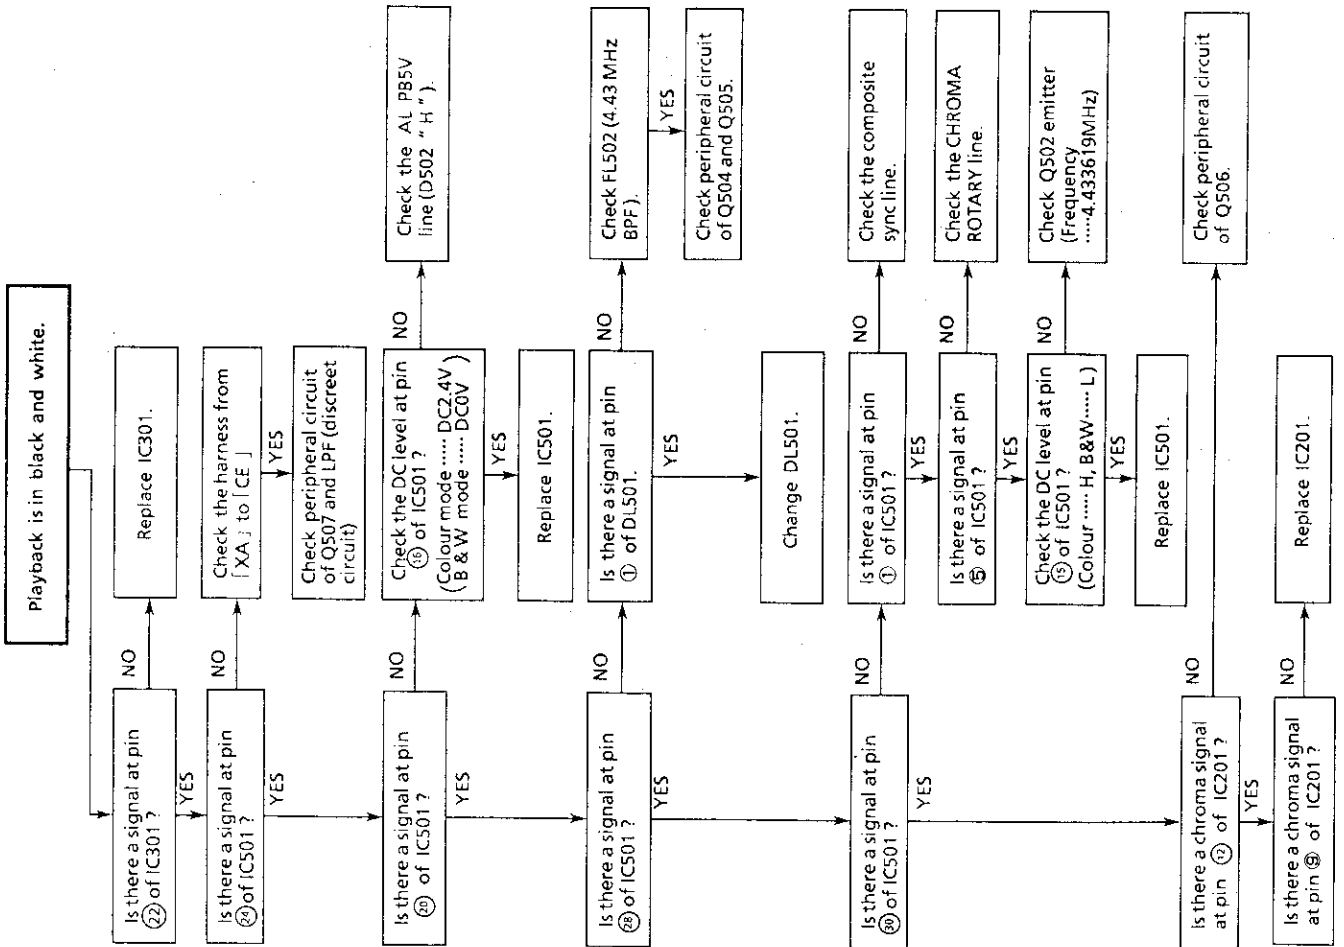 Playback is in black and white.
Is there a signal at pin
㉒ of IC301 ?
NO
Replace IC301.
YES
Is there a signal at pin
㉔ of IC501 ?
NO
Check the harness from
「XA」 to 「CE」
YES
Check peripheral circuit
of Q507 and LPF (discreet
circuit)
YES
Is there a signal at pin
⑳ of IC501 ?
NO
Check the DC level at pin
⑯ of IC501 ?
(Colour mode ······ DC2.4V
B & W mode ······ DC0V)
NO
Check the AL PB5V
line (D502 “ H ”).
YES
Replace IC501.
YES
Is there a signal at pin
㉘ of IC501 ?
NO
Is there a signal at pin
① of DL501.
NO
Check FL502 (4.43 MHz
BPF).
YES
Check peripheral circuit
of Q504 and Q505.
YES
Change DL501.
YES
Is there a signal at pin
㉚ of IC501 ?
NO
Is there a signal at pin
① of IC501 ?
NO
Check the composite
sync line.
YES
Is there a signal at pin
⑤ of IC501 ?
NO
Check the CHROMA
ROTARY line.
YES
Check the DC level at pin
⑮ of IC501 ?
(Colour ······ H, B&W ······ L)
NO
Check Q502 emitter
(Frequency
······4.433619MHz)
YES
Replace IC501.
YES
Is there a chroma signal
at pin ⑫ of IC201 ?
NO
Check peripheral circuit
of Q506.
YES
Is there a chroma signal
at pin ⑨ of IC201 ?
NO
Replace IC201.